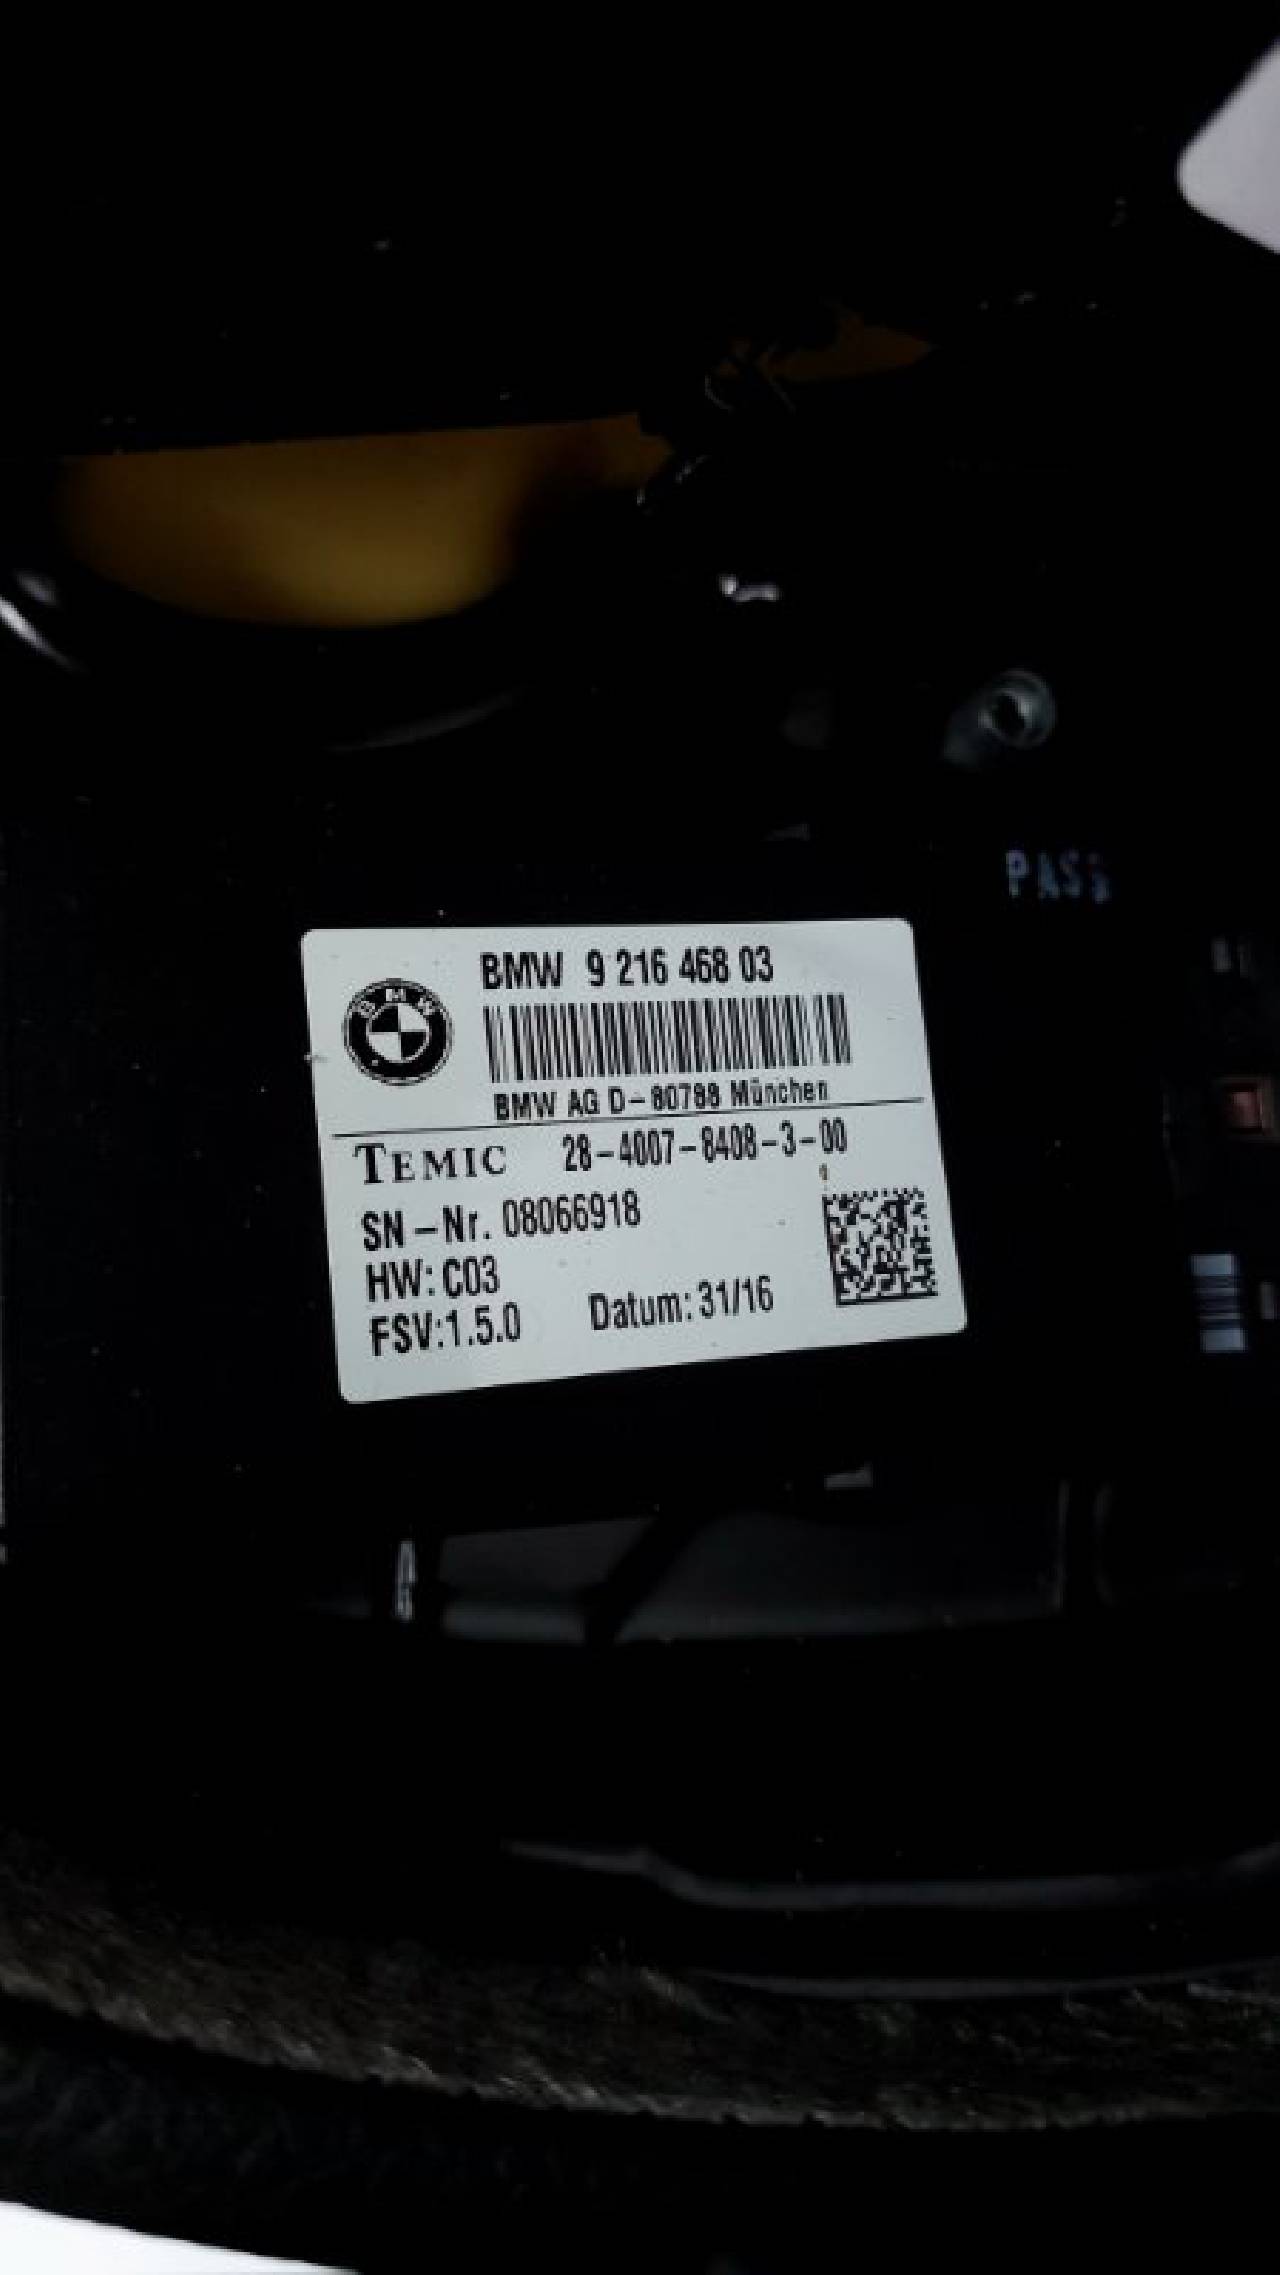 PASS
BMW 9 216 468 03
BMW
BMW AG D-80788 München
TEMIC 28-4007-8408-3-00
SN-Nr. 08066918
HW: C03
FSV:1.5.0 Datum: 31/16